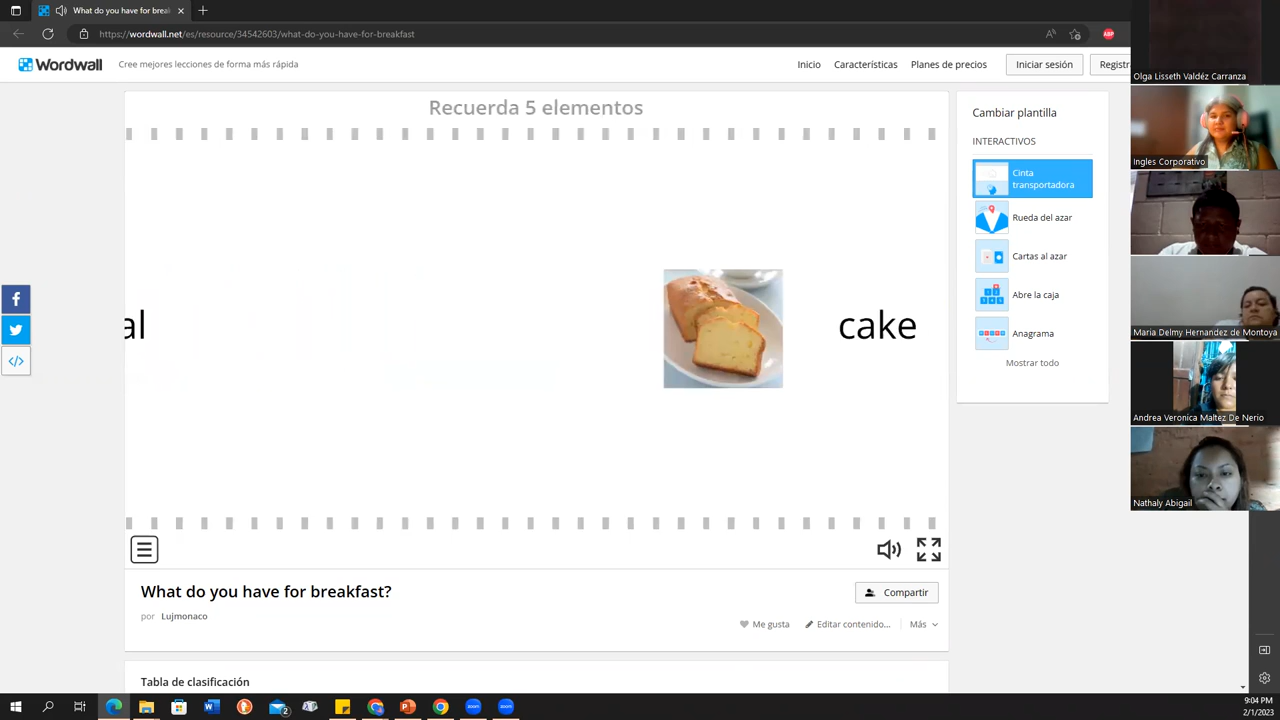 What do you have for break
https://wordwall.net/es/resource/34542603/what-do-you-have-for-breakfast
Wordwall
Cree mejores lecciones de forma más rápida
Inicio
Características
Planes de precios
Iniciar sesión
Registr
Recuerda 5 elementos
al
cake
Cambiar plantilla
INTERACTIVOS
Cinta
transportadora
Rueda del azar
Cartas al azar
Abre la caja
Anagrama
Mostrar todo
Olga Lisseth Valdéz Carranza
Ingles Corporativo
Maria Delmy Hernandez de Montoya
Andrea Veronica Maltez De Nerio
Nathaly Abigail
What do you have for breakfast?
Compartir
por Lujmonaco
Me gusta
Editar contenido...
Más
Tabla de clasificación
9:04 PM
2/1/2023